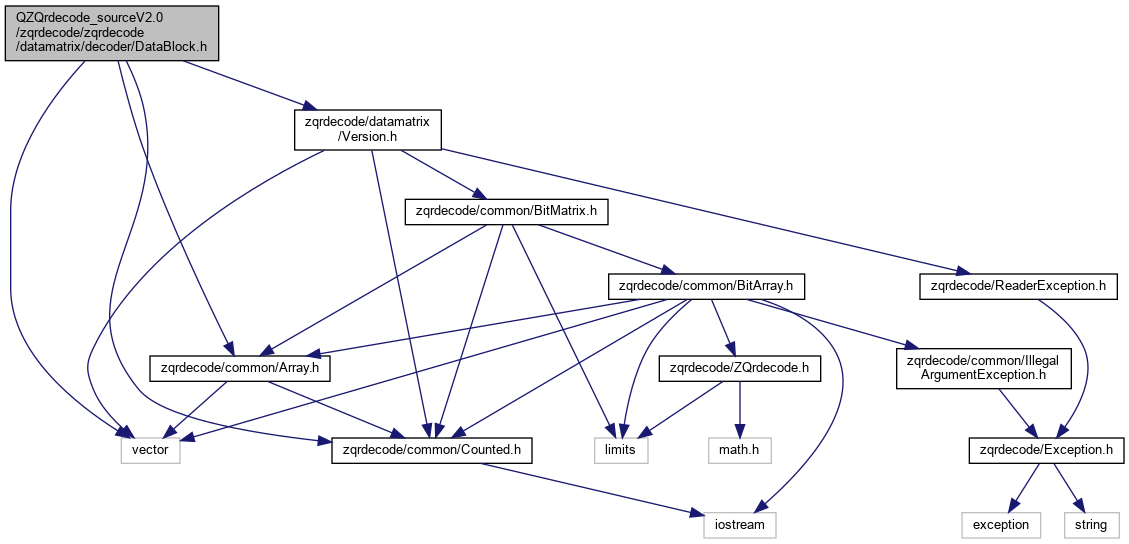 QZQrdecode_sourceV2.0
/zqrdecode/zqrdecode
/datamatrix/decoder/DataBlock.h
zqrdecode/datamatrix
/Version.h
zqrdecode/common/BitMatrix.h
zqrdecode/common/BitArray.h
zqrdecode/ReaderException.h
zqrdecode/common/Array.h
zqrdecode/ZQrdecode.h
zqrdecode/common/Illegal
ArgumentException.h
vector
zqrdecode/common/Counted.h
limits
math.h
zqrdecode/Exception.h
iostream
exception
string